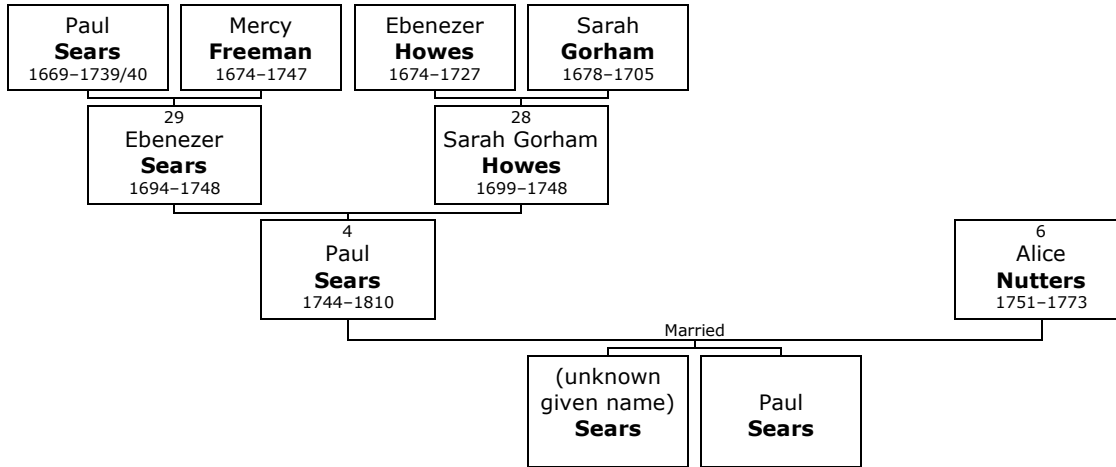 Paul
Sears
1669–1739/40
Mercy
Freeman
1674–1747
Ebenezer
Howes
1674–1727
Sarah
Gorham
1678–1705
29
Ebenezer
Sears
1694–1748
28
Sarah Gorham
Howes
1699–1748
4
Paul
Sears
1744–1810
6
Alice
Nutters
1751–1773
Married
(unknown
given name)
Sears
Paul
Sears